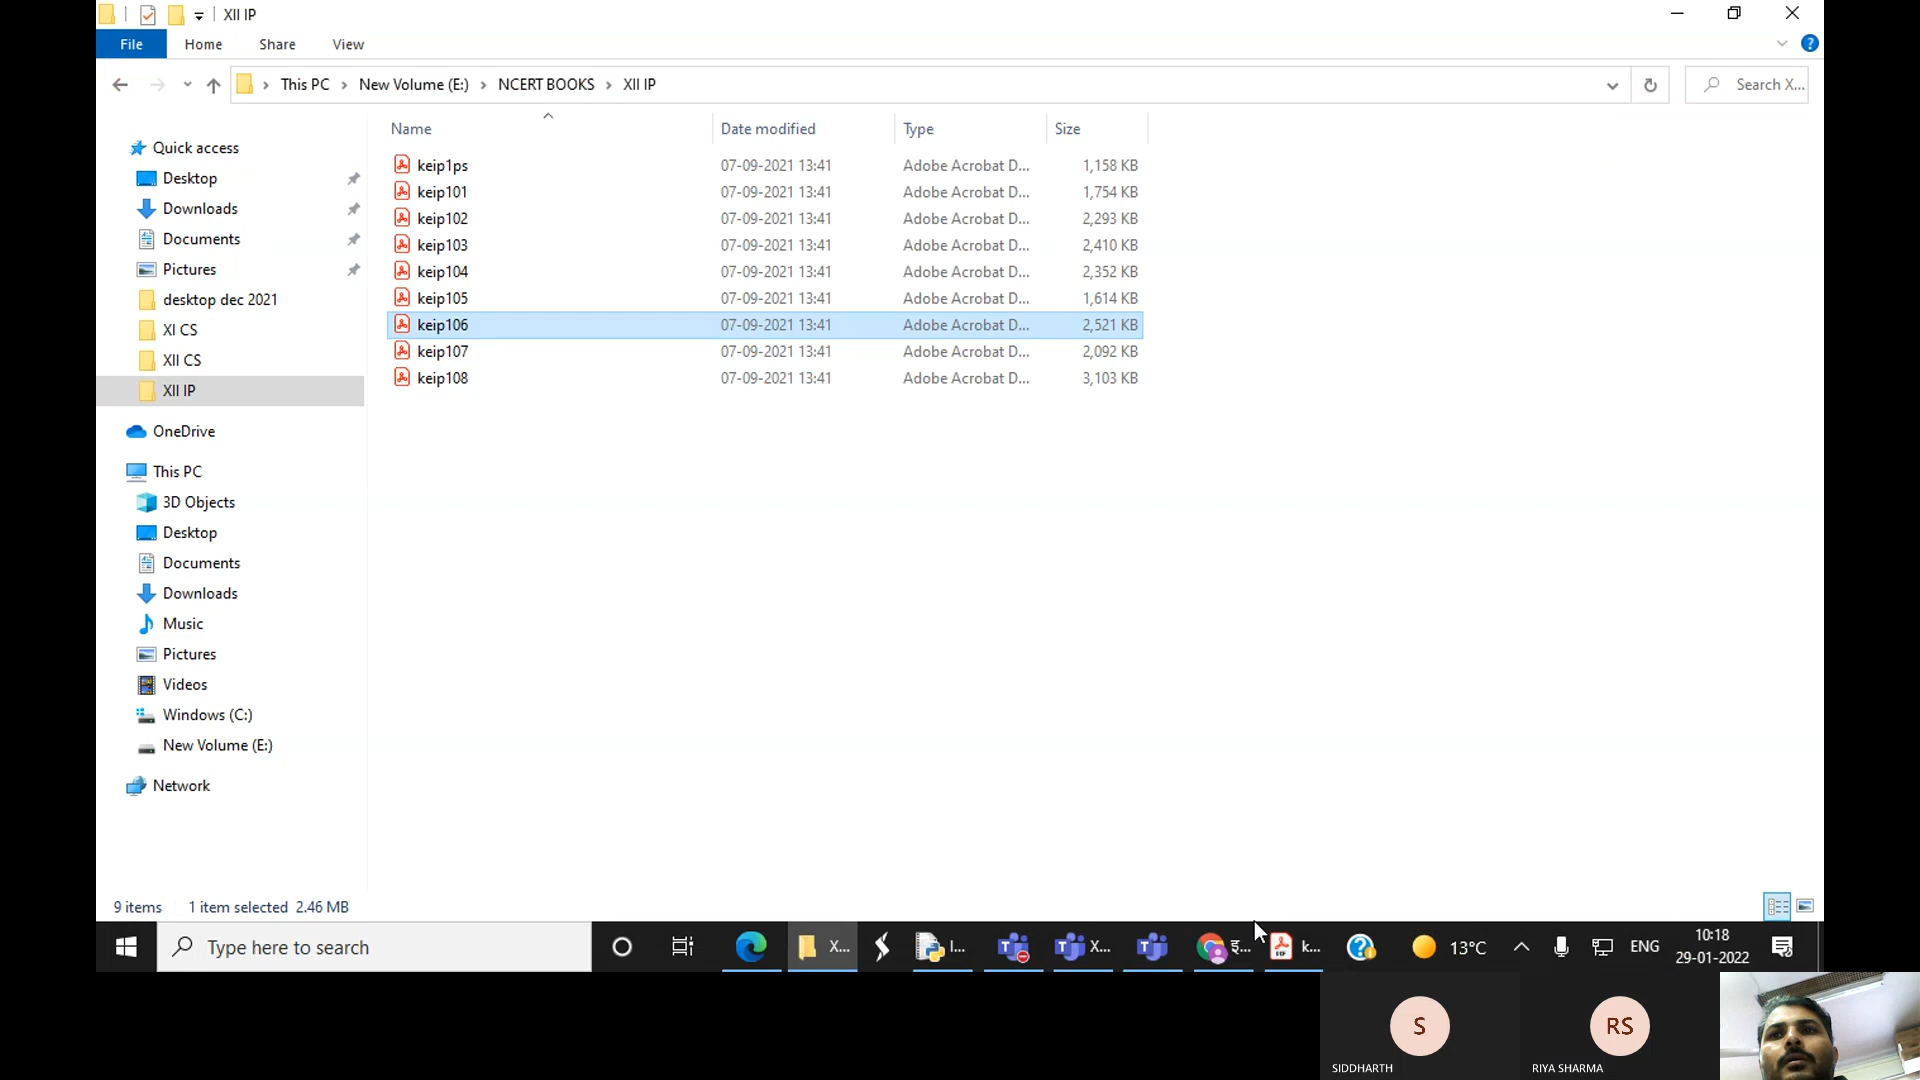 XII IP
File Home Share View
This PC New Volume (E:) NCERT BOOKS XII IP
Search X...
Name Date modified Type Size
Quick access
Desktop
Downloads
Documents
Pictures
desktop dec 2021
XI CS
XII CS
XII IP
OneDrive
This PC
3D Objects
Desktop
Documents
Downloads
Music
Pictures
Videos
Windows (C:)
New Volume (E:)
Network
keip1ps 07-09-2021 13:41 Adobe Acrobat D... 1,158 KB
keip101 07-09-2021 13:41 Adobe Acrobat D... 1,754 KB
keip102 07-09-2021 13:41 Adobe Acrobat D... 2,293 KB
keip103 07-09-2021 13:41 Adobe Acrobat D... 2,410 KB
keip104 07-09-2021 13:41 Adobe Acrobat D... 2,352 KB
keip105 07-09-2021 13:41 Adobe Acrobat D... 1,614 KB
keip106 07-09-2021 13:41 Adobe Acrobat D... 2,521 KB
keip107 07-09-2021 13:41 Adobe Acrobat D... 2,092 KB
keip108 07-09-2021 13:41 Adobe Acrobat D... 3,103 KB
9 items 1 item selected 2.46 MB
Type here to search
X... I... X... इ... k... 13°C ENG
10:18
29-01-2022
S RS
SIDDHARTH RIYA SHARMA